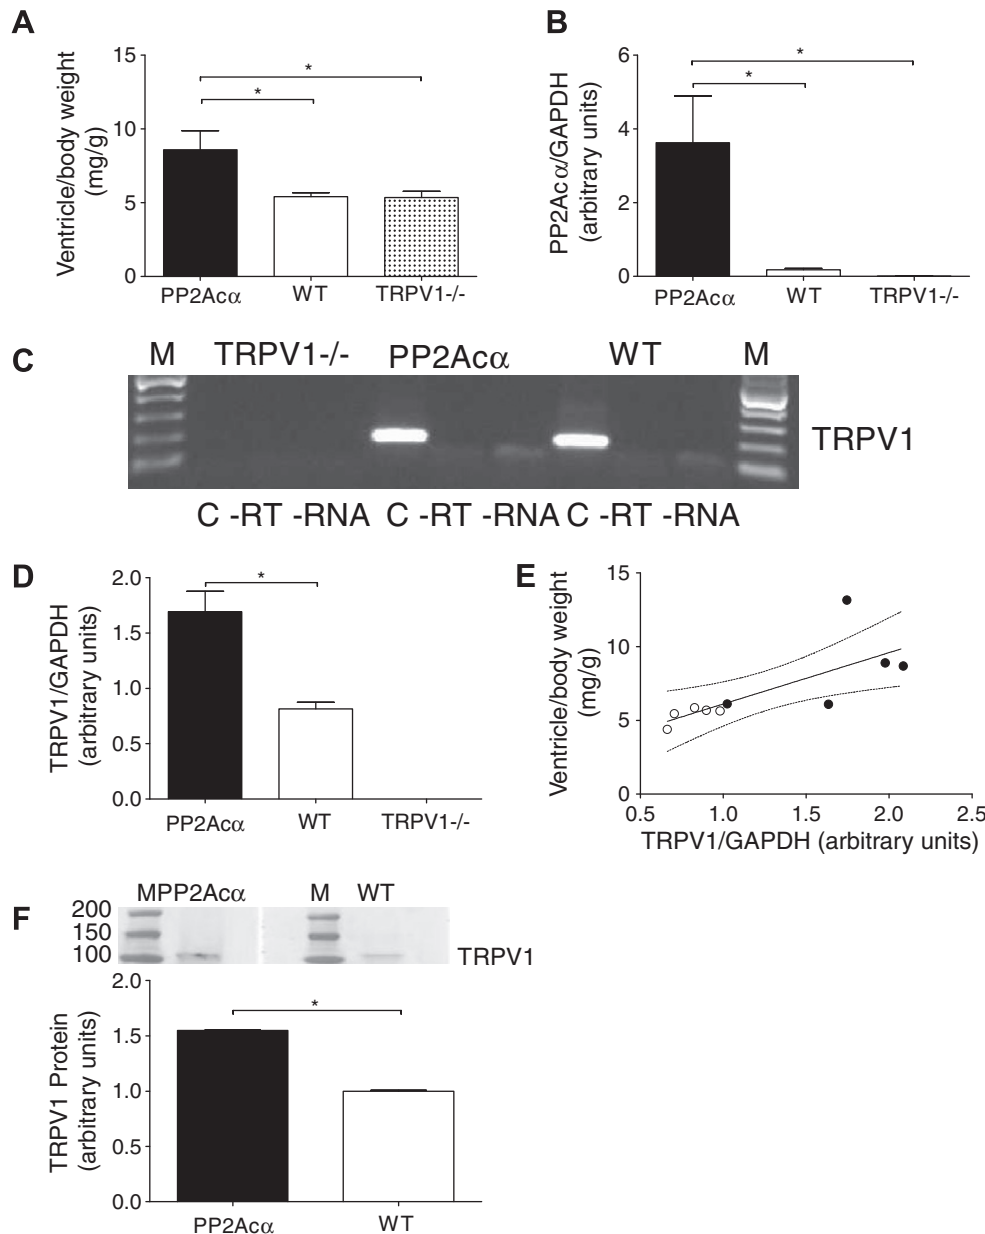 A
Ventricle/body weight
(mg/g)
15
10
5
0
*
*
PP2Acα
WT
TRPV1-/-
B
PP2Acα/GAPDH
(arbitrary units)
6
4
2
0
*
*
PP2Acα
WT
TRPV1-/-
C
M TRPV1-/- PP2Acα WT M
TRPV1
C -RT -RNA C -RT -RNA C -RT -RNA
D
TRPV1/GAPDH
(arbitrary units)
2.0
1.5
1.0
0.5
0.0
*
PP2Acα
WT
TRPV1-/-
E
Ventricle/body weight
(mg/g)
15
10
5
0
0.5 1.0 1.5 2.0 2.5
TRPV1/GAPDH (arbitrary units)
F
MPP2Acα M WT
200
150
100
TRPV1
TRPV1 Protein
(arbitrary units)
2.0
1.5
1.0
0.5
0.0
*
PP2Acα
WT